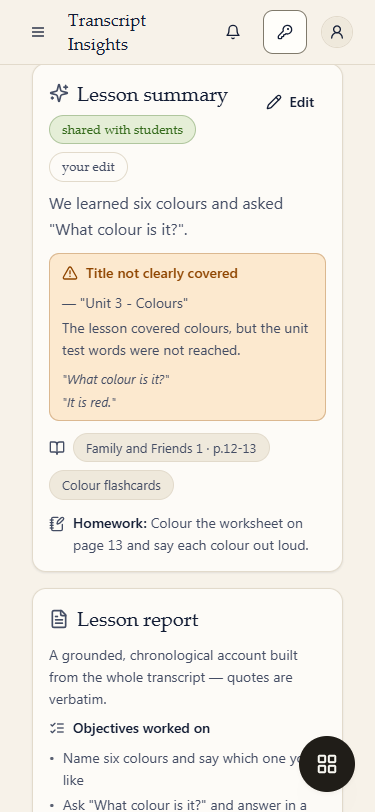 Transcript
Insights
Lesson summary
Edit
shared with students
your edit
We learned six colours and asked
"What colour is it?".
Title not clearly covered
— "Unit 3 - Colours"
The lesson covered colours, but the unit
test words were not reached.
"What colour is it?"
"It is red."
Family and Friends 1 · p.12-13
Colour flashcards
Homework: Colour the worksheet on
page 13 and say each colour out loud.
Lesson report
A grounded, chronological account built
from the whole transcript — quotes are
verbatim.
Objectives worked on
• Name six colours and say which one
like
• Ask "What colour is it?" and answer in a